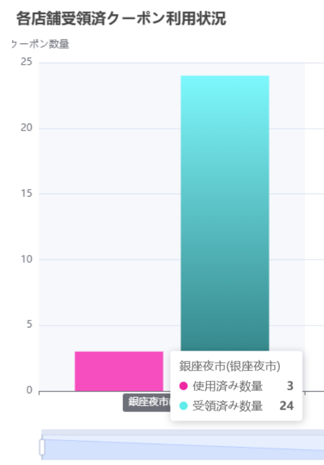 各店舗受領済クーポン利用状況
クーポン数量
25
20
15
10
5
0
銀座夜市(銀座夜市)
使用済み数量 3
受領済み数量 24
銀座夜市(